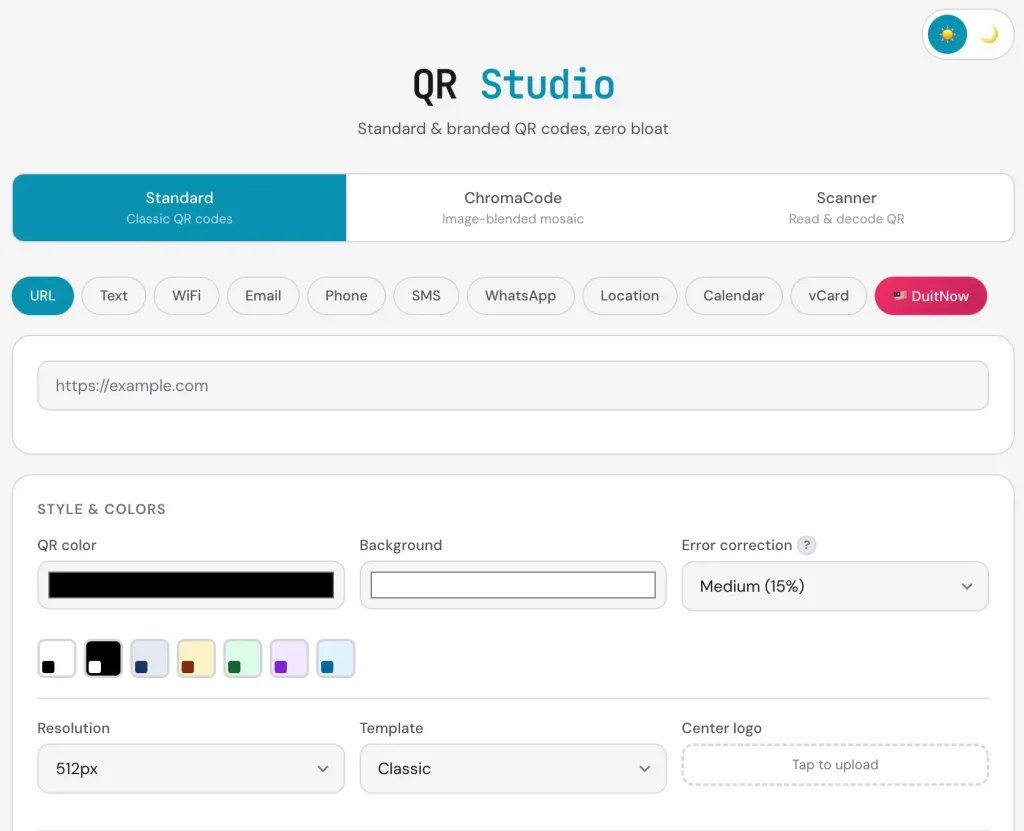 QR Studio
Standard & branded QR codes, zero bloat
Standard
Classic QR codes
ChromaCode
Image-blended mosaic
Scanner
Read & decode QR
URL
Text
WiFi
Email
Phone
SMS
WhatsApp
Location
Calendar
vCard
🇲🇾 DuitNow
https://example.com
STYLE & COLORS
QR color
Background
Error correction ?
Medium (15%)
Resolution
Template
Center logo
512px
Classic
Tap to upload